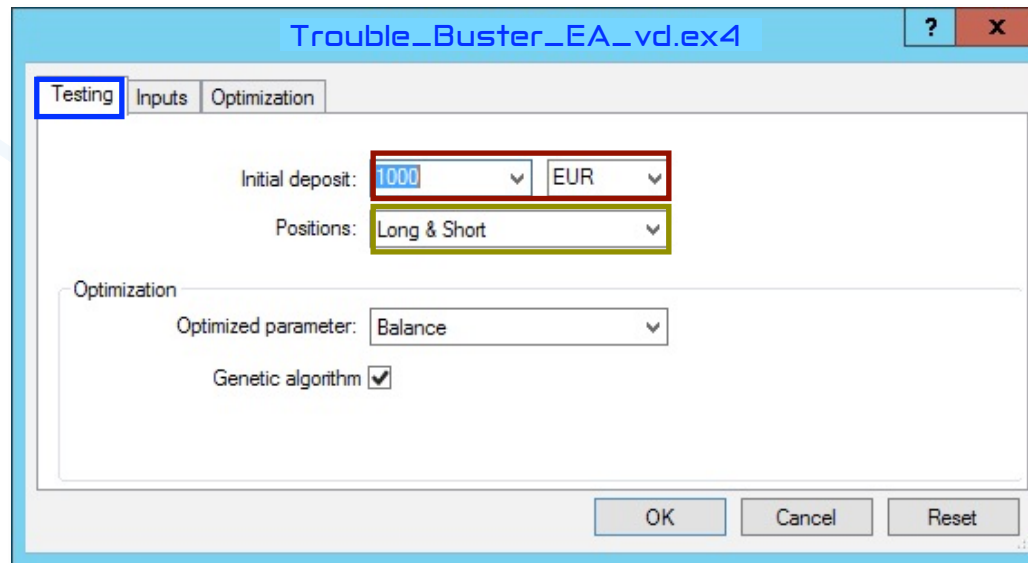 Trouble_Buster_EA_vd.ex4
? x
Testing Inputs Optimization
Initial deposit: 1000 EUR
Positions: Long & Short
Optimization
Optimized parameter: Balance
Genetic algorithm
OK Cancel Reset